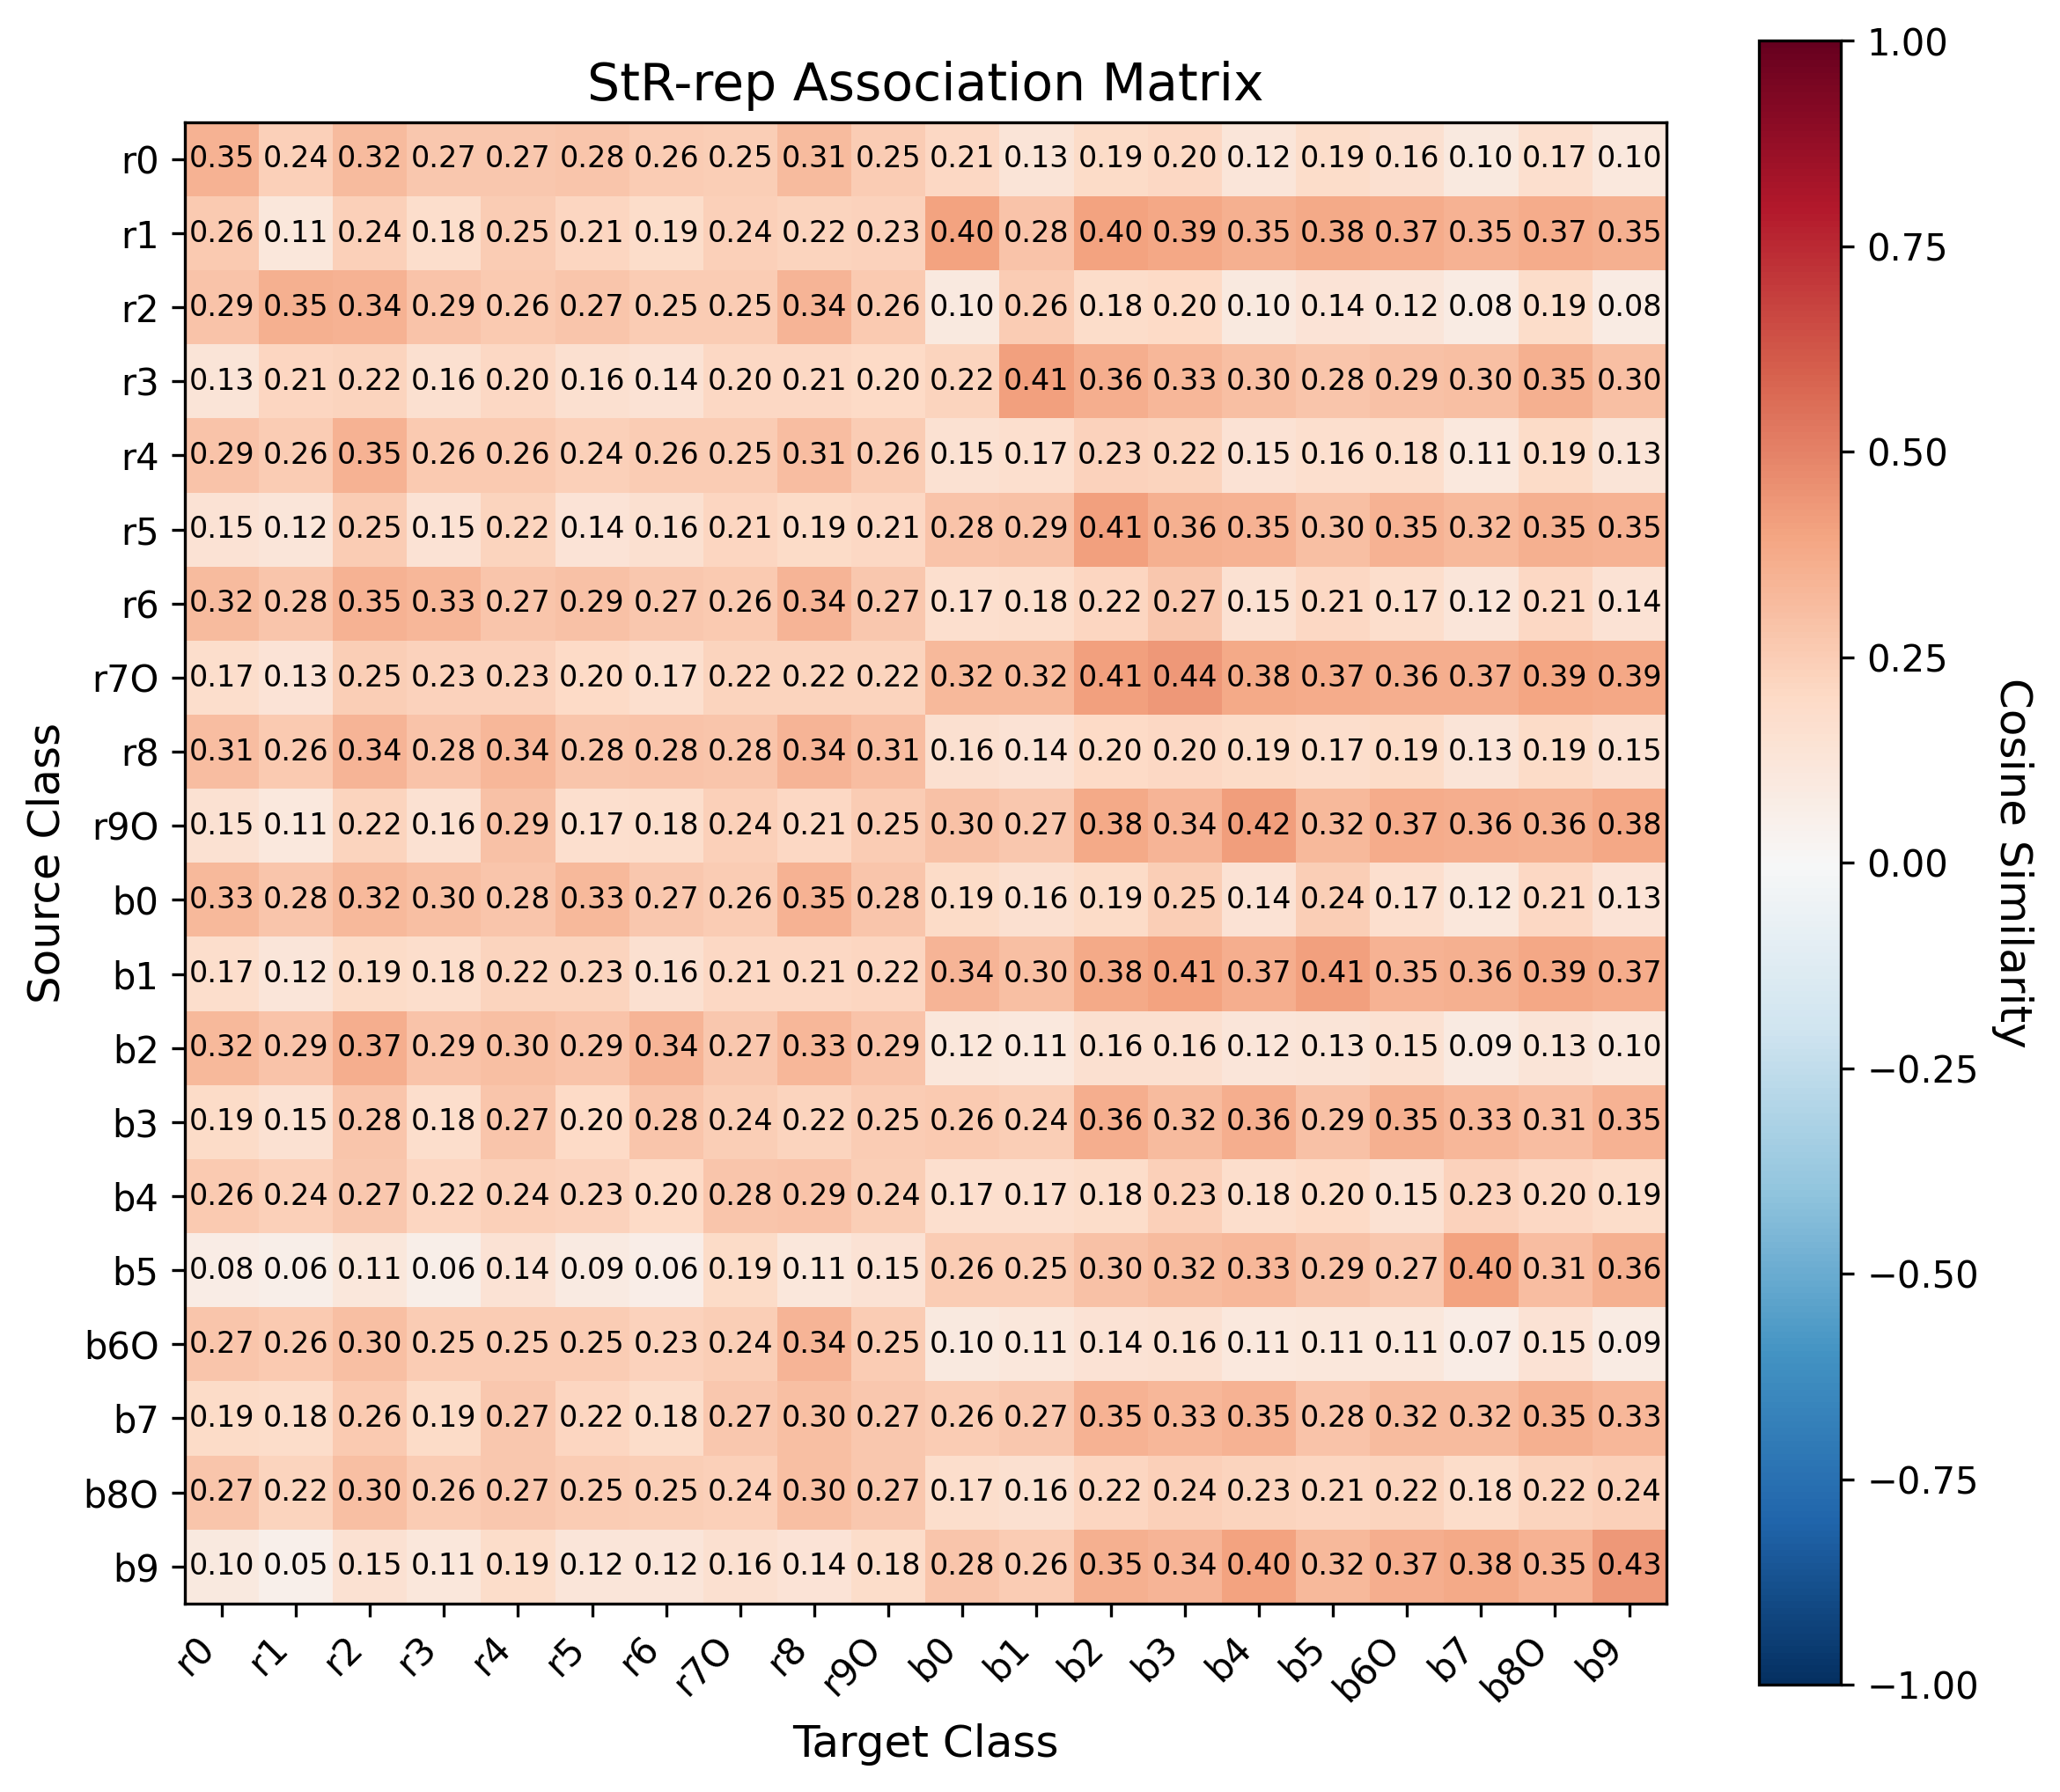 StR-rep Association Matrix
r0 0.35 0.24 0.32 0.27 0.27 0.28 0.26 0.25 0.31 0.25 0.21 0.13 0.19 0.20 0.12 0.19 0.16 0.10 0.17 0.10
r1 0.26 0.11 0.24 0.18 0.25 0.21 0.19 0.24 0.22 0.23 0.40 0.28 0.40 0.39 0.35 0.38 0.37 0.35 0.37 0.35
r2 0.29 0.35 0.34 0.29 0.26 0.27 0.25 0.25 0.34 0.26 0.10 0.26 0.18 0.20 0.10 0.14 0.12 0.08 0.19 0.08
r3 0.13 0.21 0.22 0.16 0.20 0.16 0.14 0.20 0.21 0.20 0.22 0.41 0.36 0.33 0.30 0.28 0.29 0.30 0.35 0.30
r4 0.29 0.26 0.35 0.26 0.26 0.24 0.26 0.25 0.31 0.26 0.15 0.17 0.23 0.22 0.15 0.16 0.18 0.11 0.19 0.13
r5 0.15 0.12 0.25 0.15 0.22 0.14 0.16 0.21 0.19 0.21 0.28 0.29 0.41 0.36 0.35 0.30 0.35 0.32 0.35 0.35
r6 0.32 0.28 0.35 0.33 0.27 0.29 0.27 0.26 0.34 0.27 0.17 0.18 0.22 0.27 0.15 0.21 0.17 0.12 0.21 0.14
r7O 0.17 0.13 0.25 0.23 0.23 0.20 0.17 0.22 0.22 0.22 0.32 0.32 0.41 0.44 0.38 0.37 0.36 0.37 0.39 0.39
r8 0.31 0.26 0.34 0.28 0.34 0.28 0.28 0.28 0.34 0.31 0.16 0.14 0.20 0.20 0.19 0.17 0.19 0.13 0.19 0.15
r9O 0.15 0.11 0.22 0.16 0.29 0.17 0.18 0.24 0.21 0.25 0.30 0.27 0.38 0.34 0.42 0.32 0.37 0.36 0.36 0.38
b0 0.33 0.28 0.32 0.30 0.28 0.33 0.27 0.26 0.35 0.28 0.19 0.16 0.19 0.25 0.14 0.24 0.17 0.12 0.21 0.13
b1 0.17 0.12 0.19 0.18 0.22 0.23 0.16 0.21 0.21 0.22 0.34 0.30 0.38 0.41 0.37 0.41 0.35 0.36 0.39 0.37
b2 0.32 0.29 0.37 0.29 0.30 0.29 0.34 0.27 0.33 0.29 0.12 0.11 0.16 0.16 0.12 0.13 0.15 0.09 0.13 0.10
b3 0.19 0.15 0.28 0.18 0.27 0.20 0.28 0.24 0.22 0.25 0.26 0.24 0.36 0.32 0.36 0.29 0.35 0.33 0.31 0.35
b4 0.26 0.24 0.27 0.22 0.24 0.23 0.20 0.28 0.29 0.24 0.17 0.17 0.18 0.23 0.18 0.20 0.15 0.23 0.20 0.19
b5 0.08 0.06 0.11 0.06 0.14 0.09 0.06 0.19 0.11 0.15 0.26 0.25 0.30 0.32 0.33 0.29 0.27 0.40 0.31 0.36
b6O 0.27 0.26 0.30 0.25 0.25 0.25 0.23 0.24 0.34 0.25 0.10 0.11 0.14 0.16 0.11 0.11 0.11 0.07 0.15 0.09
b7 0.19 0.18 0.26 0.19 0.27 0.22 0.18 0.27 0.30 0.27 0.26 0.27 0.35 0.33 0.35 0.28 0.32 0.32 0.35 0.33
b8O 0.27 0.22 0.30 0.26 0.27 0.25 0.25 0.24 0.30 0.27 0.17 0.16 0.22 0.24 0.23 0.21 0.22 0.18 0.22 0.24
b9 0.10 0.05 0.15 0.11 0.19 0.12 0.12 0.16 0.14 0.18 0.28 0.26 0.35 0.34 0.40 0.32 0.37 0.38 0.35 0.43
r0 r1 r2 r3 r4 r5 r6 r7O r8 r9O b0 b1 b2 b3 b4 b5 b6O b7 b8O b9
Target Class
Source Class
1.00
0.75
0.50
0.25
0.00
−0.25
−0.50
−0.75
−1.00
Cosine Similarity